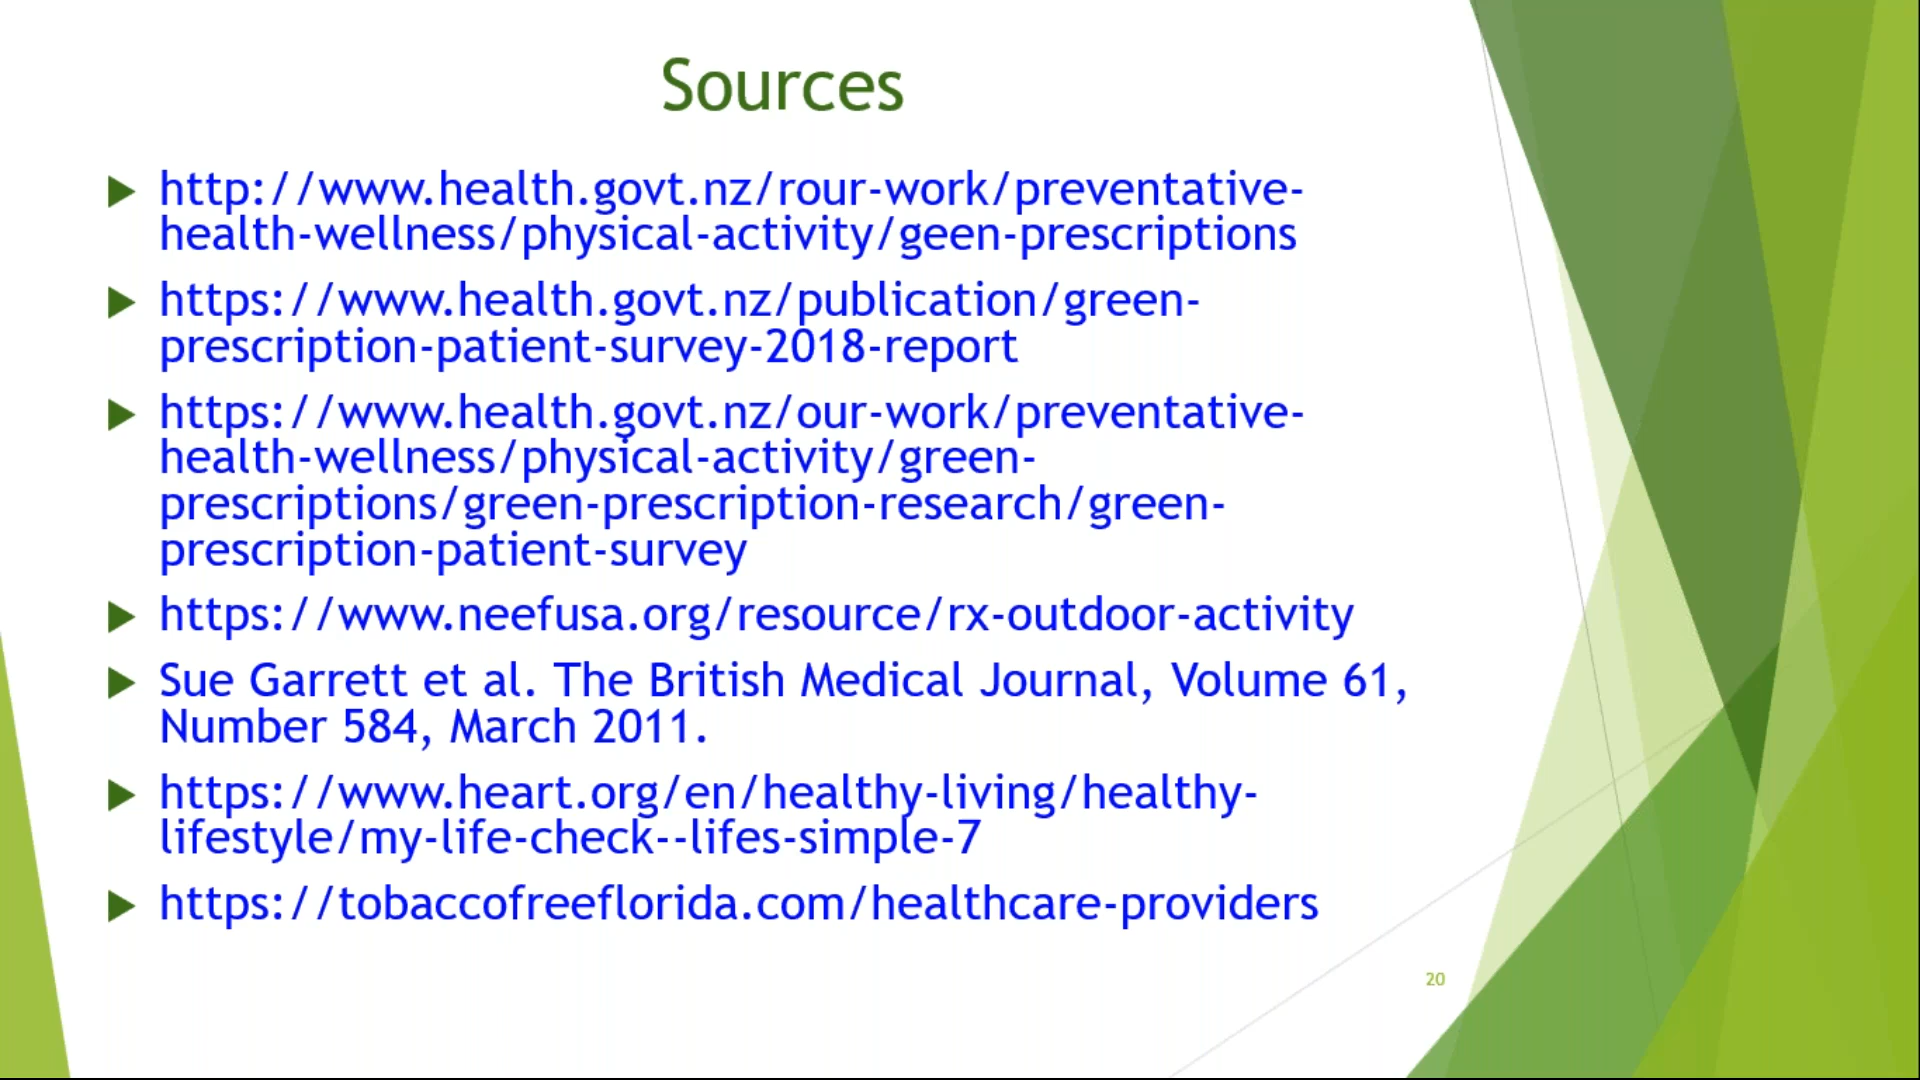 Sources
http://www.health.govt.nz/rour-work/preventative-
health-wellness/physical-activity/geen-prescriptions
https://www.health.govt.nz/publication/green-
prescription-patient-survey-2018-report
https://www.health.govt.nz/our-work/preventative-
health-wellness/physical-activity/green-
prescriptions/green-prescription-research/green-
prescription-patient-survey
https://www.neefusa.org/resource/rx-outdoor-activity
Sue Garrett et al. The British Medical Journal, Volume 61,
Number 584, March 2011.
https://www.heart.org/en/healthy-living/healthy-
lifestyle/my-life-check--lifes-simple-7
https://tobaccofreeflorida.com/healthcare-providers
20